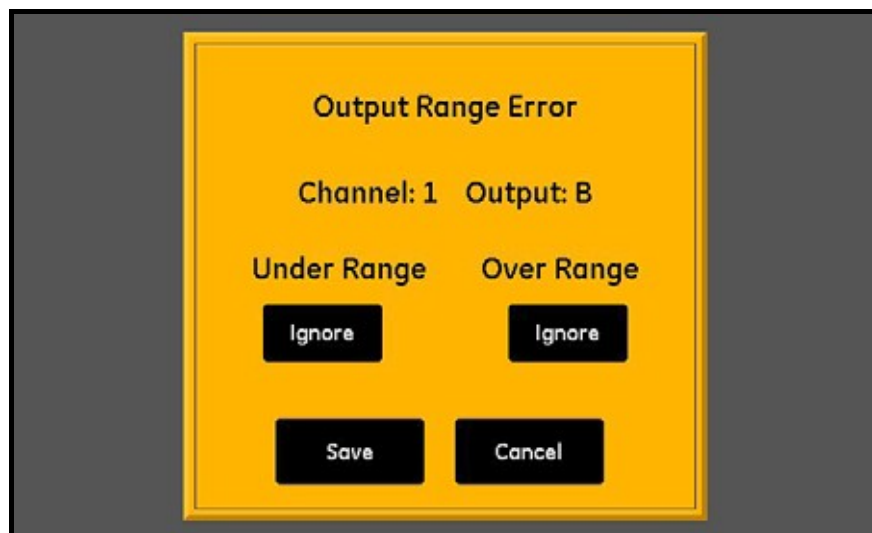 Output Range Error
Channel: 1 Output: B
Under Range Over Range
Ignore Ignore
Save Cancel